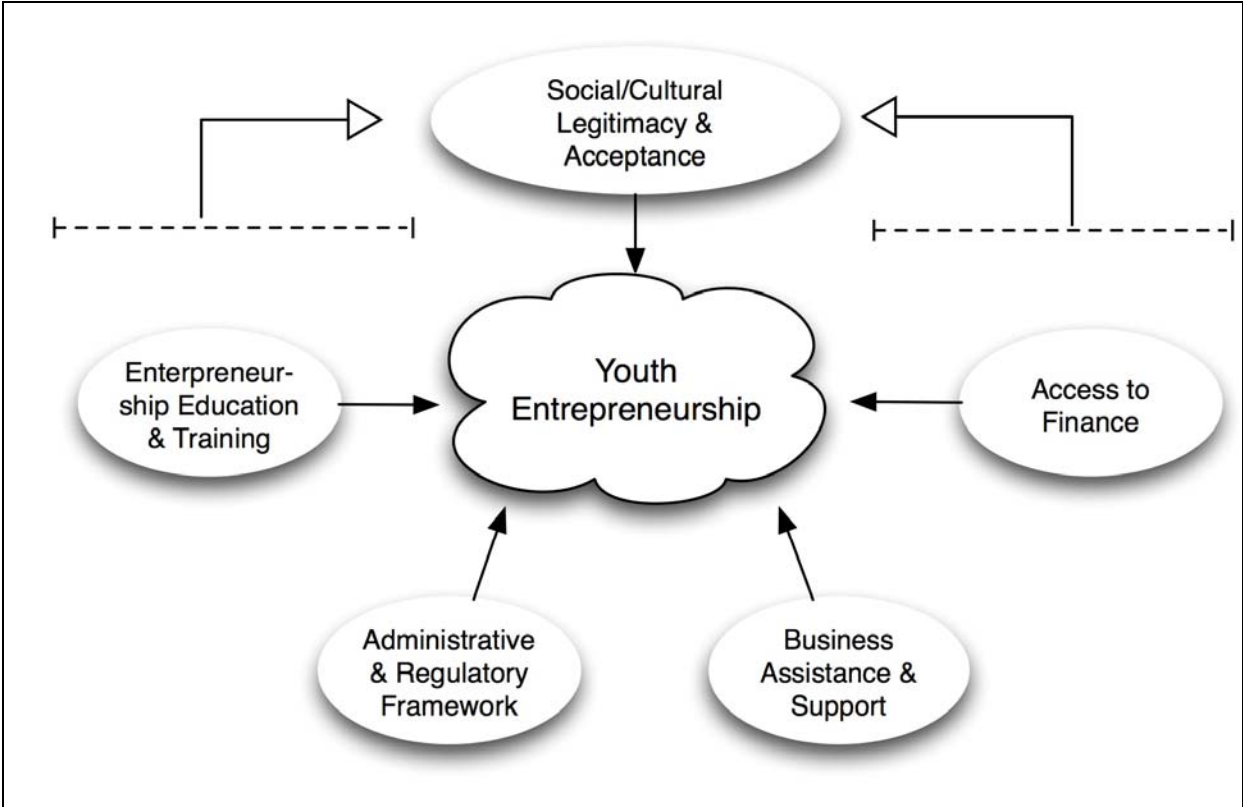 Social/Cultural
Legitimacy &
Acceptance
Youth
Entrepreneurship
Enterpreneur-
ship Education
& Training
Access to
Finance
Administrative
& Regulatory
Framework
Business
Assistance &
Support